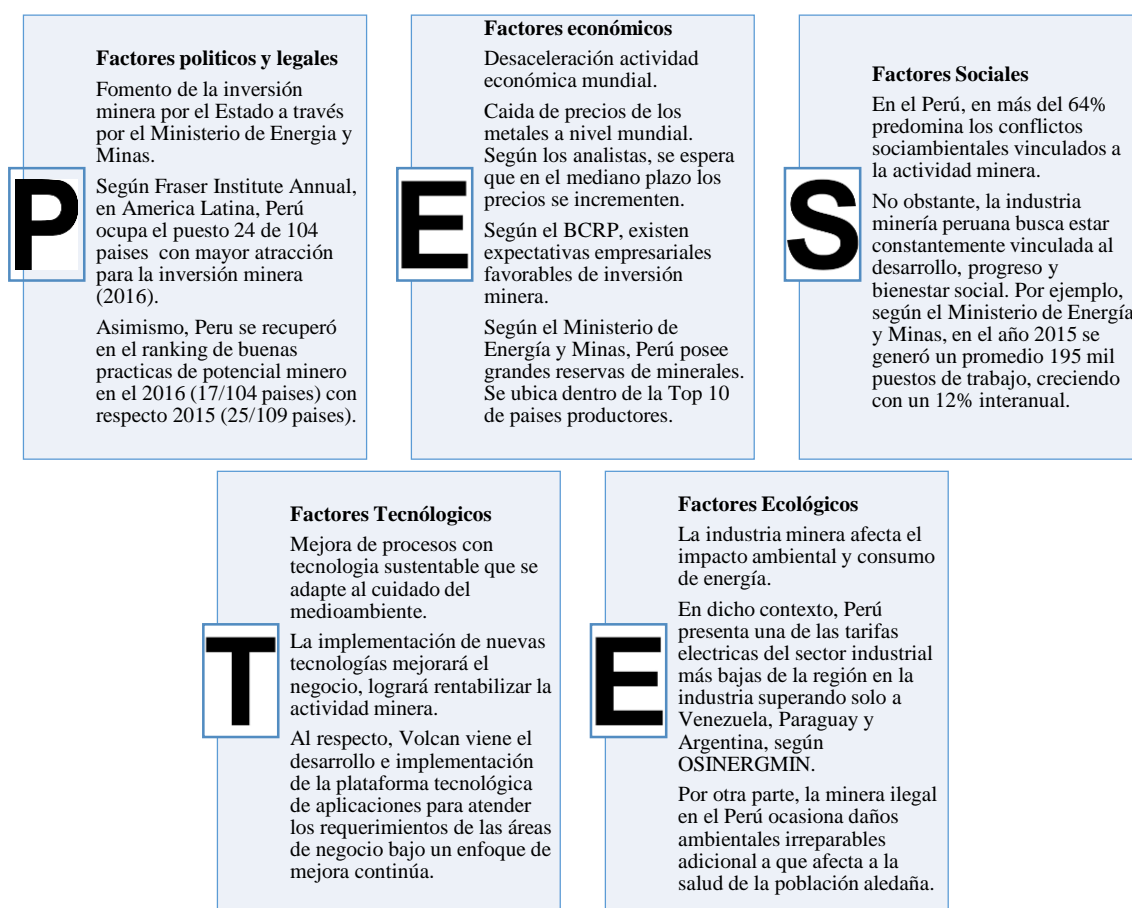 P
Factores politicos y legales
Fomento de la inversión
minera por el Estado a través
por el Ministerio de Energia y
Minas.
Según Fraser Institute Annual,
en America Latina, Perú
ocupa el puesto 24 de 104
paises con mayor atracción
para la inversión minera
(2016).
Asimismo, Peru se recuperó
en el ranking de buenas
practicas de potencial minero
en el 2016 (17/104 paises) con
respecto 2015 (25/109 paises).
E
Factores económicos
Desaceleración actividad
económica mundial.
Caida de precios de los
metales a nivel mundial.
Según los analistas, se espera
que en el mediano plazo los
precios se incrementen.
Según el BCRP, existen
expectativas empresariales
favorables de inversión
minera.
Según el Ministerio de
Energía y Minas, Perú posee
grandes reservas de minerales.
Se ubica dentro de la Top 10
de paises productores.
S
Factores Sociales
En el Perú, en más del 64%
predomina los conflictos
sociambientales vinculados a
la actividad minera.
No obstante, la industria
minería peruana busca estar
constantemente vinculada al
desarrollo, progreso y
bienestar social. Por ejemplo,
según el Ministerio de Energía
y Minas, en el año 2015 se
generó un promedio 195 mil
puestos de trabajo, creciendo
con un 12% interanual.
T
Factores Tecnólogicos
Mejora de procesos con
tecnologia sustentable que se
adapte al cuidado del
medioambiente.
La implementación de nuevas
tecnologías mejorará el
negocio, logrará rentabilizar la
actividad minera.
Al respecto, Volcan viene el
desarrollo e implementación
de la plataforma tecnológica
de aplicaciones para atender
los requerimientos de las áreas
de negocio bajo un enfoque de
mejora continúa.
E
Factores Ecológicos
La industria minera afecta el
impacto ambiental y consumo
de energía.
En dicho contexto, Perú
presenta una de las tarifas
electricas del sector industrial
más bajas de la región en la
industria superando solo a
Venezuela, Paraguay y
Argentina, según
OSINERGMIN.
Por otra parte, la minera ilegal
en el Perú ocasiona daños
ambientales irreparables
adicional a que afecta a la
salud de la población aledaña.